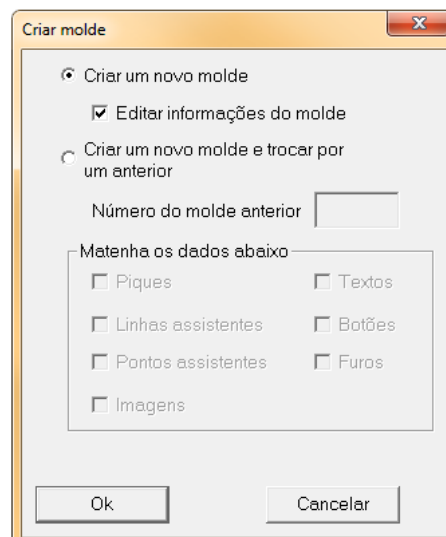 Criar molde
Criar um novo molde
Editar informações do molde
Criar um novo molde e trocar por
um anterior
Número do molde anterior
Matenha os dados abaixo
Piques Textos
Linhas assistentes Botões
Pontos assistentes Furos
Imagens
Ok Cancelar